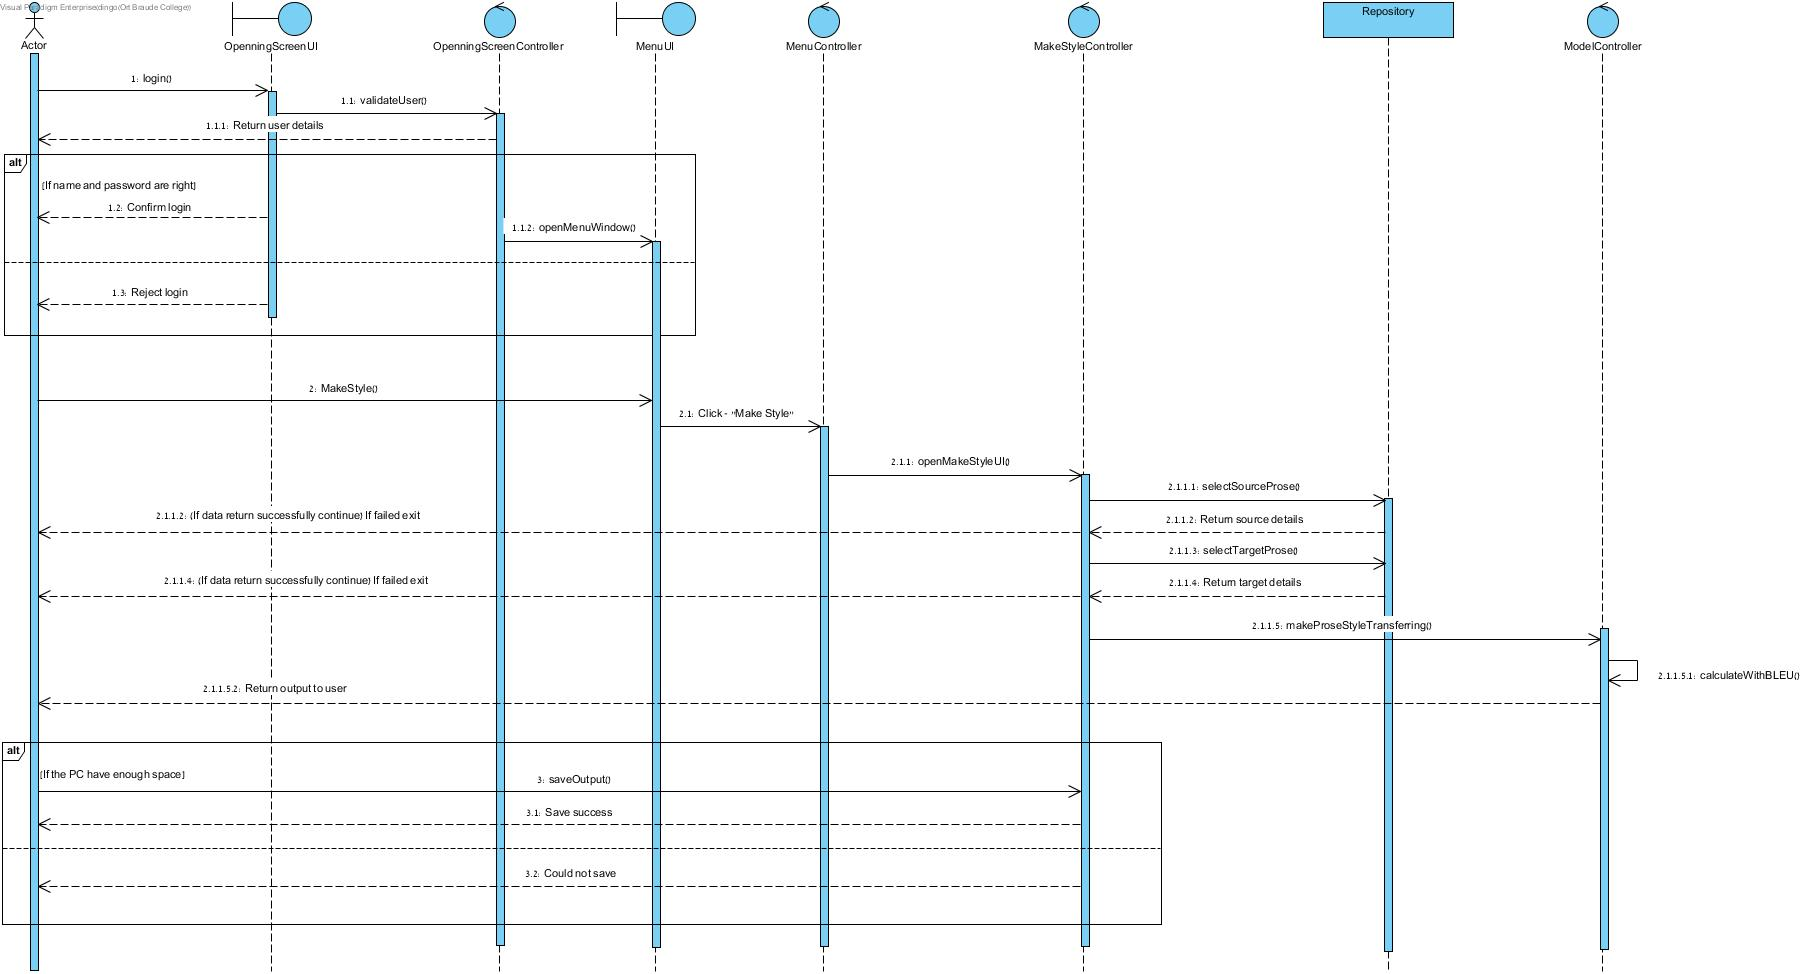 Visual Paradigm Enterprise(dingo(Ort Braude College))
Actor
OpenningScreenUI
OpenningScreenController
MenuUI
MenuController
MakeStyleController
Repository
ModelController
1: login()
1.1: validateUser()
1.1.1: Return user details
alt
[If name and password are right]
1.2: Confirm login
1.1.2: openMenuWindow()
1.3: Reject login
2: MakeStyle()
2.1: Click - "Make Style"
2.1.1: openMakeStyleUI()
2.1.1.1: selectSourceProse()
2.1.1.2: (If data return successfully continue) If failed exit
2.1.1.2: Return source details
2.1.1.3: selectTargetProse()
2.1.1.4: (If data return successfully continue) If failed exit
2.1.1.4: Return target details
2.1.1.5: makeProseStyleTransferring()
2.1.1.5.1: calculateWithBLEU()
2.1.1.5.2: Return output to user
alt
[If the PC have enough space]
3: saveOutput()
3.1: Save success
3.2: Could not save